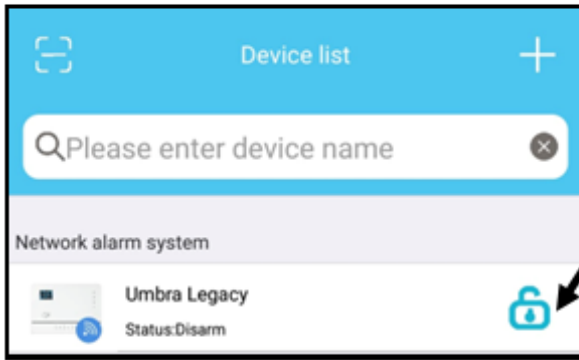 Device list
Please enter device name
Network alarm system
Umbra Legacy
Status:Disarm